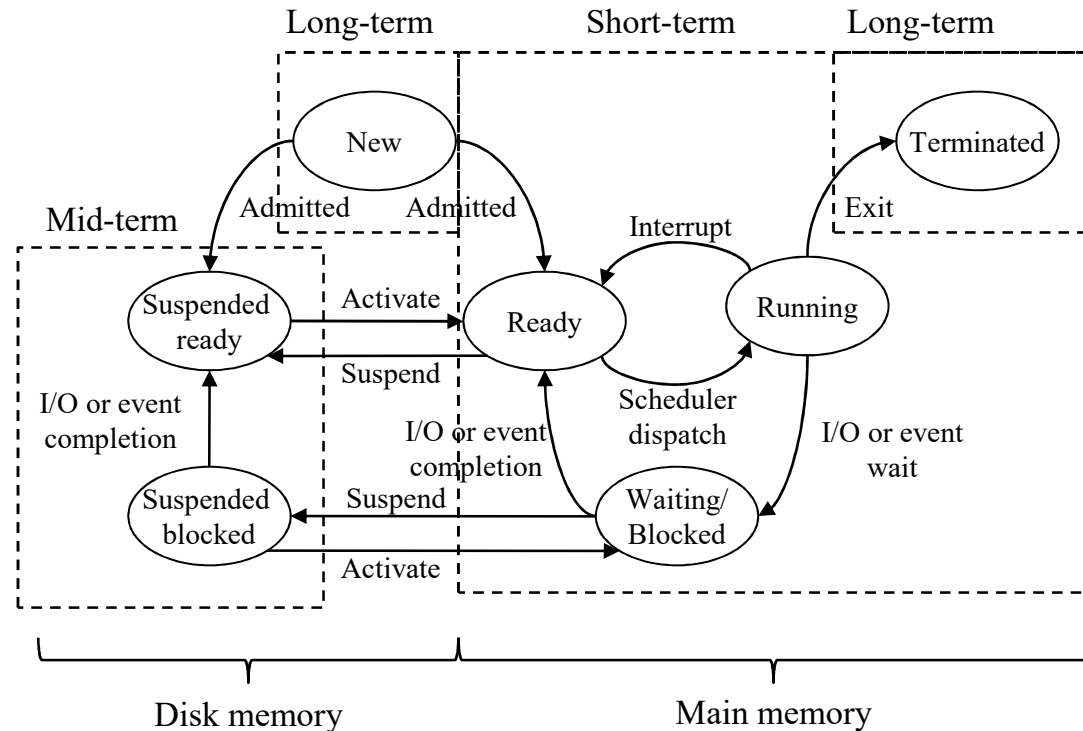 Long-term
Short-term
Long-term
New
Terminated
Admitted
Admitted
Exit
Mid-term
Interrupt
Suspended
ready
Activate
Ready
Running
Suspend
Scheduler
dispatch
I/O or event
completion
I/O or event
completion
I/O or event
wait
Suspended
blocked
Suspend
Waiting/
Blocked
Activate
Disk memory
Main memory